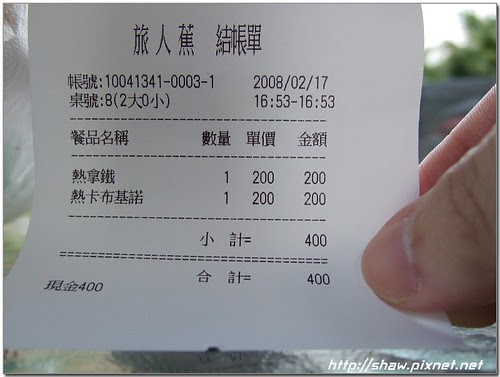 旅人蕉 結帳單
帳號:10041341-0003-1 2008/02/17
桌號:8(2大0小) 16:53-16:53
餐品名稱 數量 單價 金額
熱拿鐵 1 200 200
熱卡布基諾 1 200 200
小 計= 400
合 計= 400
現金400
http://shaw.pixnet.net